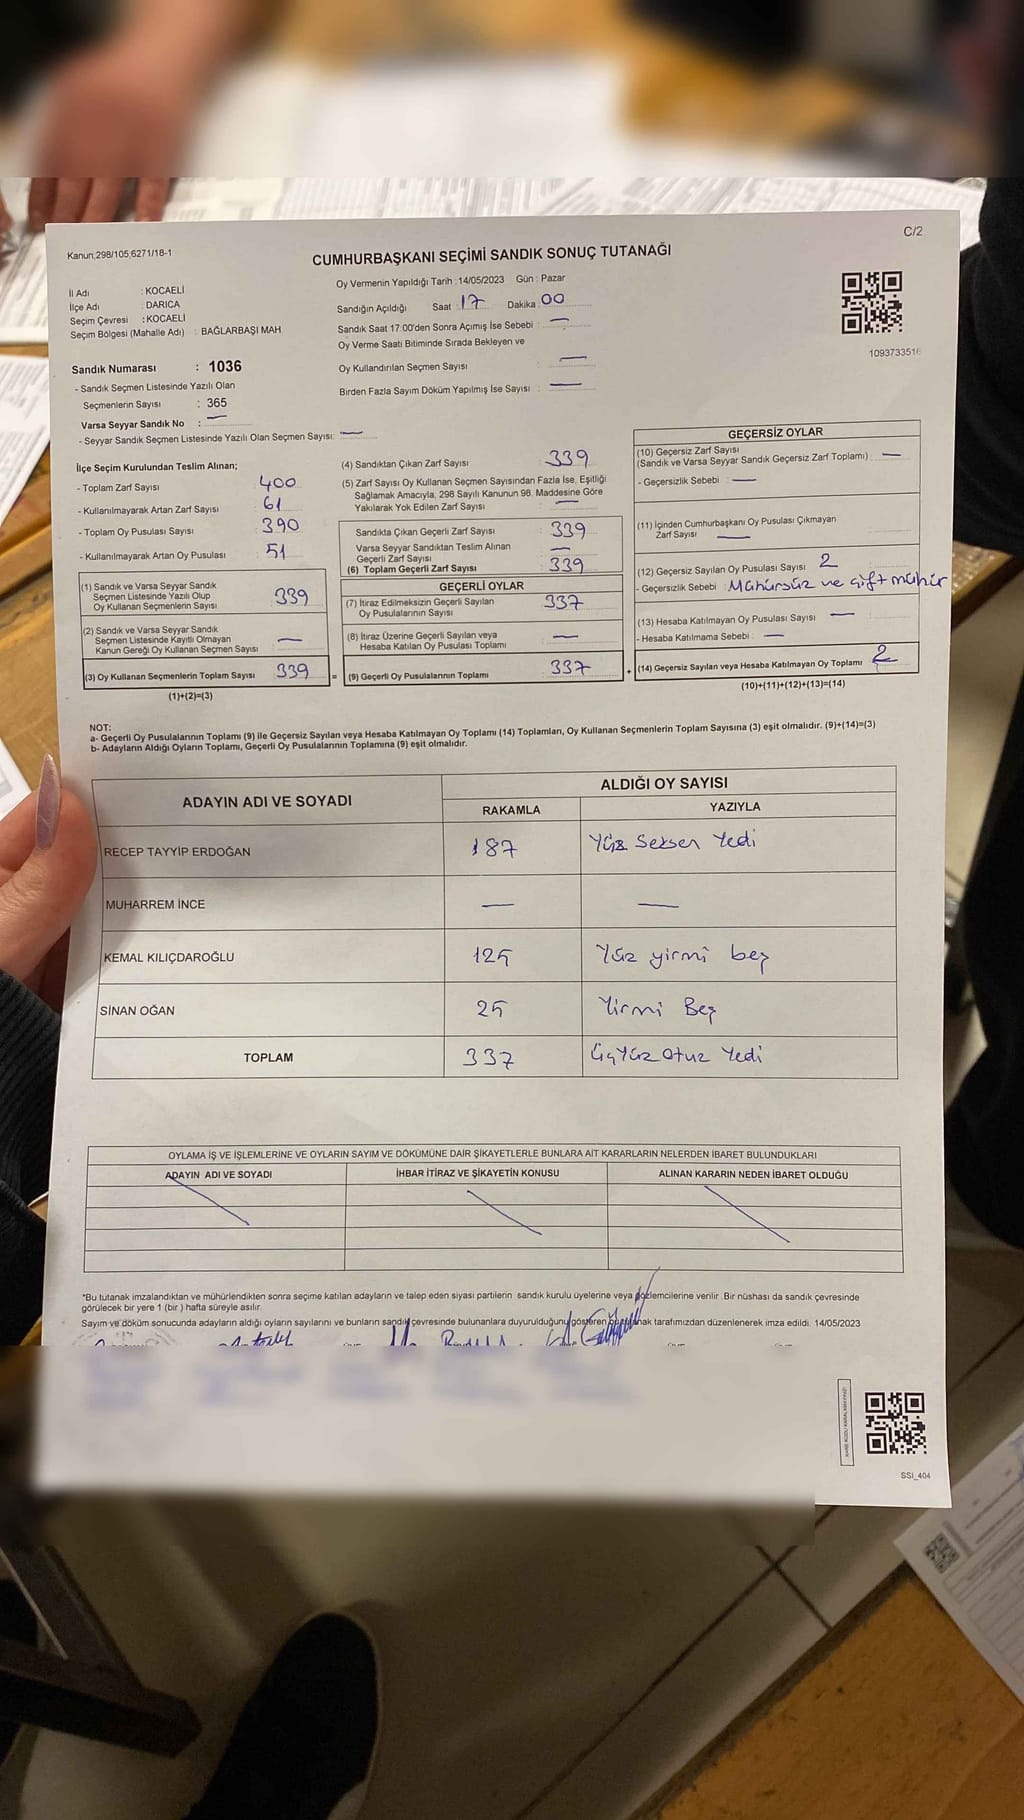 C/2
Kanun;298/105,6271/18-1
CUMHURBAŞKANI SEÇİMİ SANDIK SONUÇ TUTANAĞI
İl Adı : KOCAELİ
İlçe Adı : DARICA
Seçim Çevresi : KOCAELİ
Seçim Bölgesi (Mahalle Adı) : BAĞLARBAŞI MAH
Oy Vermenin Yapıldığı Tarih : 14/05/2023 Gün : Pazar
Sandığın Açıldığı Saat 17 Dakika 00
Sandık Saat 17:00'den Sonra Açımış İse Sebebi : —
Oy Verme Saati Bitiminde Sırada Bekleyen ve
Oy Kullandırılan Seçmen Sayısı : —
Birden Fazla Sayım Döküm Yapılmış İse Sayısı : —
1093733516
Sandık Numarası : 1036
- Sandık Seçmen Listesinde Yazılı Olan
Seçmenlerin Sayısı : 365
Varsa Seyyar Sandık No : —
- Seyyar Sandık Seçmen Listesinde Yazılı Olan Seçmen Sayısı: —
İlçe Seçim Kurulundan Teslim Alınan;
- Toplam Zarf Sayısı : 400
- Kullanılmayarak Artan Zarf Sayısı : 61
- Toplam Oy Pusulası Sayısı : 390
- Kullanılmayarak Artan Oy Pusulası : 51
(1) Sandık ve Varsa Seyyar Sandık
Seçmen Listesinde Yazılı Olup
Oy Kullanan Seçmenlerin Sayısı : 339
(2) Sandık ve Varsa Seyyar Sandık
Seçmen Listesinde Kayıtlı Olmayan
Kanun Gereği Oy Kullanan Seçmen Sayısı : —
(3) Oy Kullanan Seçmenlerin Toplam Sayısı : 339
(1)+(2)=(3)
(4) Sandıktan Çıkan Zarf Sayısı : 339
(5) Zarf Sayısı Oy Kullanan Seçmen Sayısından Fazla İse, Eşitliği
Sağlamak Amacıyla, 298 Sayılı Kanunun 98. Maddesine Göre
Yakılarak Yok Edilen Zarf Sayısı : —
Sandıkta Çıkan Geçerli Zarf Sayısı : 339
Varsa Seyyar Sandıktan Teslim Alınan
Geçerli Zarf Sayısı : —
(6) Toplam Geçerli Zarf Sayısı : 339
GEÇERLİ OYLAR
(7) İtiraz Edilmeksizin Geçerli Sayılan
Oy Pusulalarının Sayısı : 337
(8) İtiraz Üzerine Geçerli Sayılan veya
Hesaba Katılan Oy Pusulası Toplamı : —
= (9) Geçerli Oy Pusulalarının Toplamı : 337 +
GEÇERSİZ OYLAR
(10) Geçersiz Zarf Sayısı
(Sandık ve Varsa Seyyar Sandık Geçersiz Zarf Toplamı) : —
- Geçersizlik Sebebi : —
(11) İçinden Cumhurbaşkanı Oy Pusulası Çıkmayan
Zarf Sayısı : —
(12) Geçersiz Sayılan Oy Pusulası Sayısı : 2
- Geçersizlik Sebebi : Mühürsüz ve çift mühür
(13) Hesaba Katılmayan Oy Pusulası Sayısı : —
- Hesaba Katılmama Sebebi : —
(14) Geçersiz Sayılan veya Hesaba Katılmayan Oy Toplamı : 2
(10)+(11)+(12)+(13)=(14)
NOT:
a- Geçerli Oy Pusulalarının Toplamı (9) ile Geçersiz Sayılan veya Hesaba Katılmayan Oy Toplamı (14) Toplamları, Oy Kullanan Seçmenlerin Toplam Sayısına (3) eşit olmalıdır. (9)+(14)=(3)
b- Adayların Aldığı Oyların Toplamı, Geçerli Oy Pusulalarının Toplamına (9) eşit olmalıdır.
ADAYIN ADI VE SOYADI ALDIĞI OY SAYISI
RAKAMLA YAZIYLA
RECEP TAYYİP ERDOĞAN 187 Yüz Seksen Yedi
MUHARREM İNCE — —
KEMAL KILIÇDAROĞLU 125 Yüz yirmi beş
SİNAN OĞAN 25 Yirmi Beş
TOPLAM 337 ÜçYüz Otuz Yedi
OYLAMA İŞ VE İŞLEMLERİNE VE OYLARIN SAYIM VE DÖKÜMÜNE DAİR ŞİKAYETLERLE BUNLARA AİT KARARLARIN NELERDEN İBARET BULUNDUKLARI
ADAYIN ADI VE SOYADI İHBAR İTİRAZ VE ŞİKAYETİN KONUSU ALINAN KARARIN NEDEN İBARET OLDUĞU
*Bu tutanak imzalandıktan ve mühürlendikten sonra seçime katılan adayların ve talep eden siyasi partilerin sandık kurulu üyelerine veya gözlemcilerine verilir. Bir nüshası da sandık çevresinde
görülecek bir yere 1 (bir) hafta süreyle asılır.
Sayım ve döküm sonucunda adayların aldığı oyların sayılarını ve bunların sandık çevresinde bulunanlara duyurulduğunu gösteren bu tutanak tarafımızdan düzenlenerek imza edildi. 14/05/2023
SSI_404